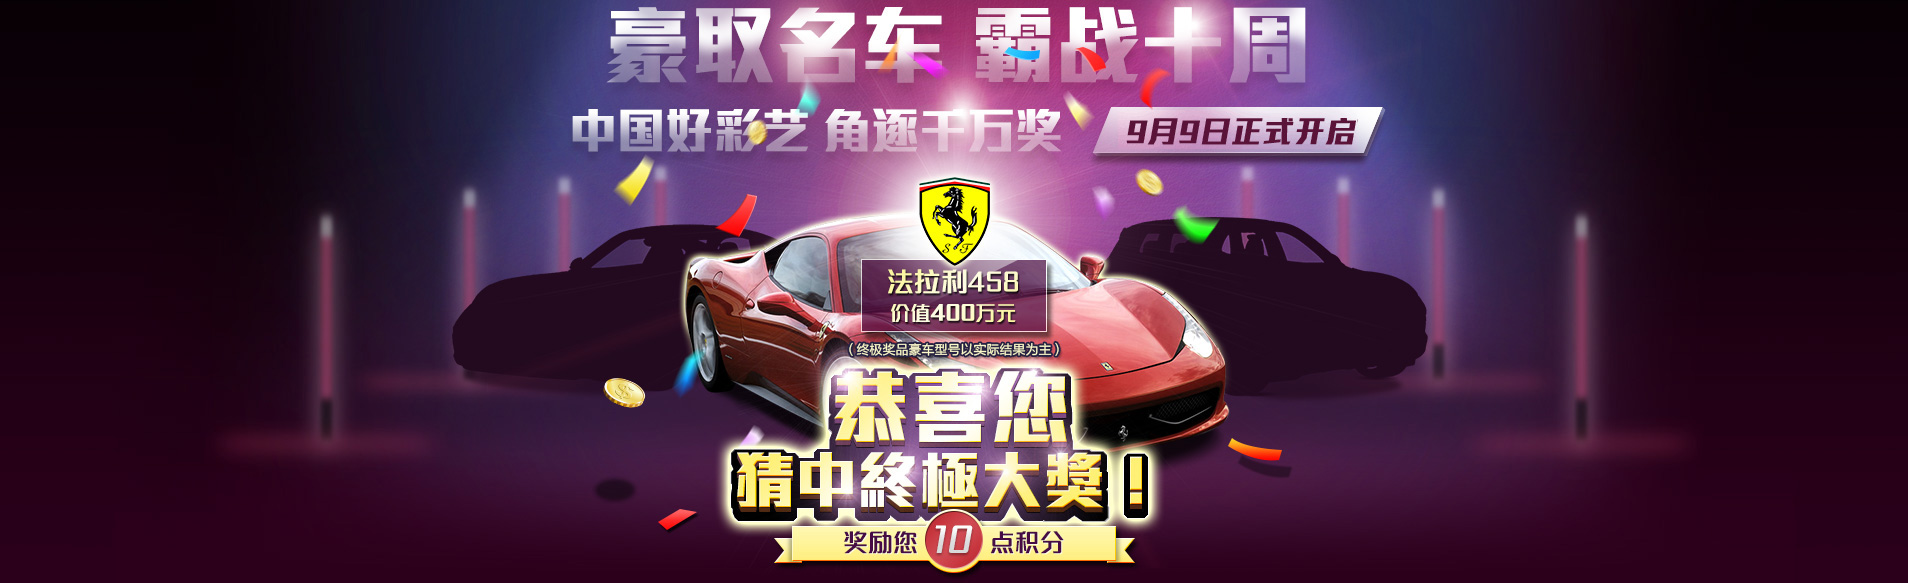 豪取名车 霸战十周
中国好彩艺 角逐千万奖
9月9日正式开启
S F
法拉利458
价值400万元
（终极奖品豪车型号以实际结果为主）
恭喜您
猜中終極大獎！
奖励您 10 点积分